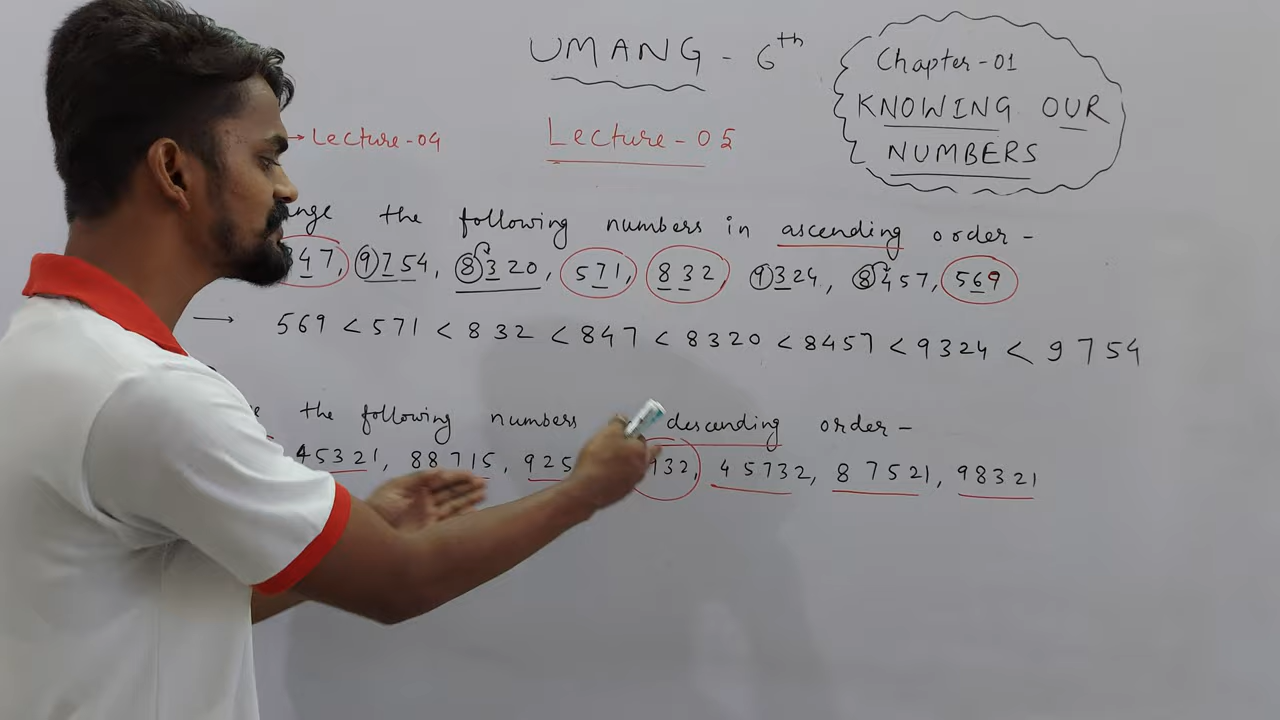 UMANG - 6th
Chapter-01
KNOWING OUR
NUMBERS
→ Lecture-04
Lecture-05
the following numbers in ascending order-
847, 9754, 8320, 571, 832, 9324, 8457, 569
→ 569 < 571 < 832 < 847 < 8320 < 8457 < 9324 < 9754
the following numbers descending order-
45321, 88715, 45732, 87521, 98321